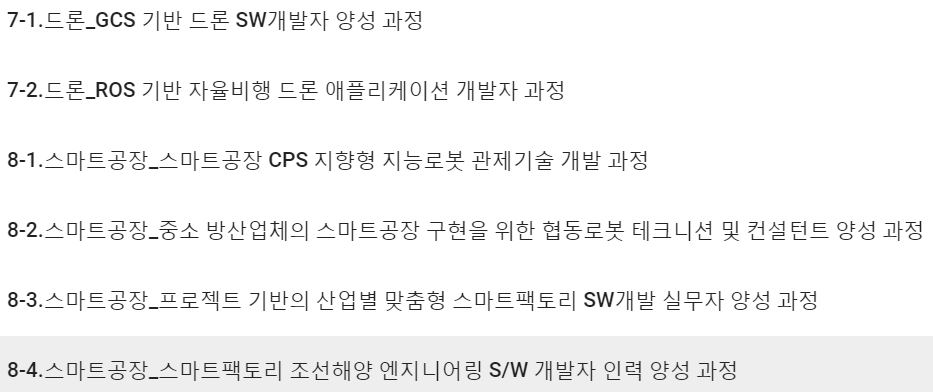 7-1.드론_GCS 기반 드론 SW개발자 양성 과정
7-2.드론_ROS 기반 자율비행 드론 애플리케이션 개발자 과정
8-1.스마트공장_스마트공장 CPS 지향형 지능로봇 관제기술 개발 과정
8-2.스마트공장_중소 방산업체의 스마트공장 구현을 위한 협동로봇 테크니션 및 컨설턴트 양성 과정
8-3.스마트공장_프로젝트 기반의 산업별 맞춤형 스마트팩토리 SW개발 실무자 양성 과정
8-4.스마트공장_스마트팩토리 조선해양 엔지니어링 S/W 개발자 인력 양성 과정